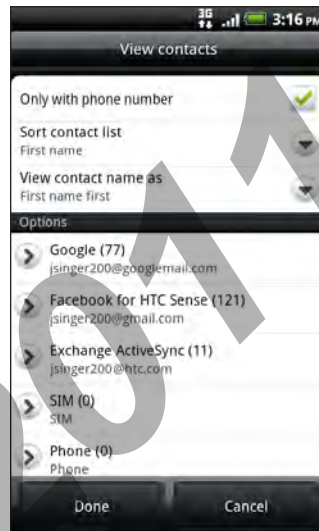 3G 3:16 PM
View contacts
Only with phone number
Sort contact list
First name
View contact name as
First name first
Options
Google (77)
jsinger200@googlemail.com
Facebook for HTC Sense (121)
jsinger200@gmail.com
Exchange ActiveSync (11)
jsinger200@htc.com
SIM (0)
SIM
Phone (0)
Phone
Done Cancel